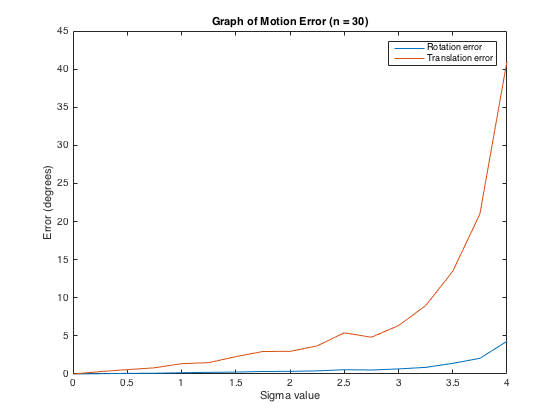 Graph of Motion Error (n = 30)
Rotation error
Translation error
Error (degrees)
45
40
35
30
25
20
15
10
5
0
0 0.5 1 1.5 2 2.5 3 3.5 4
Sigma value